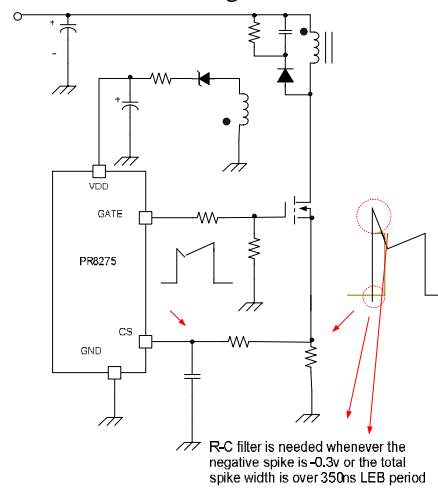 +
-
+
VDD
GATE
PR8275
CS
GND
R-C filter is needed whenever the
negative spike is -0.3v or the total
spike width is over 350ns LEB period